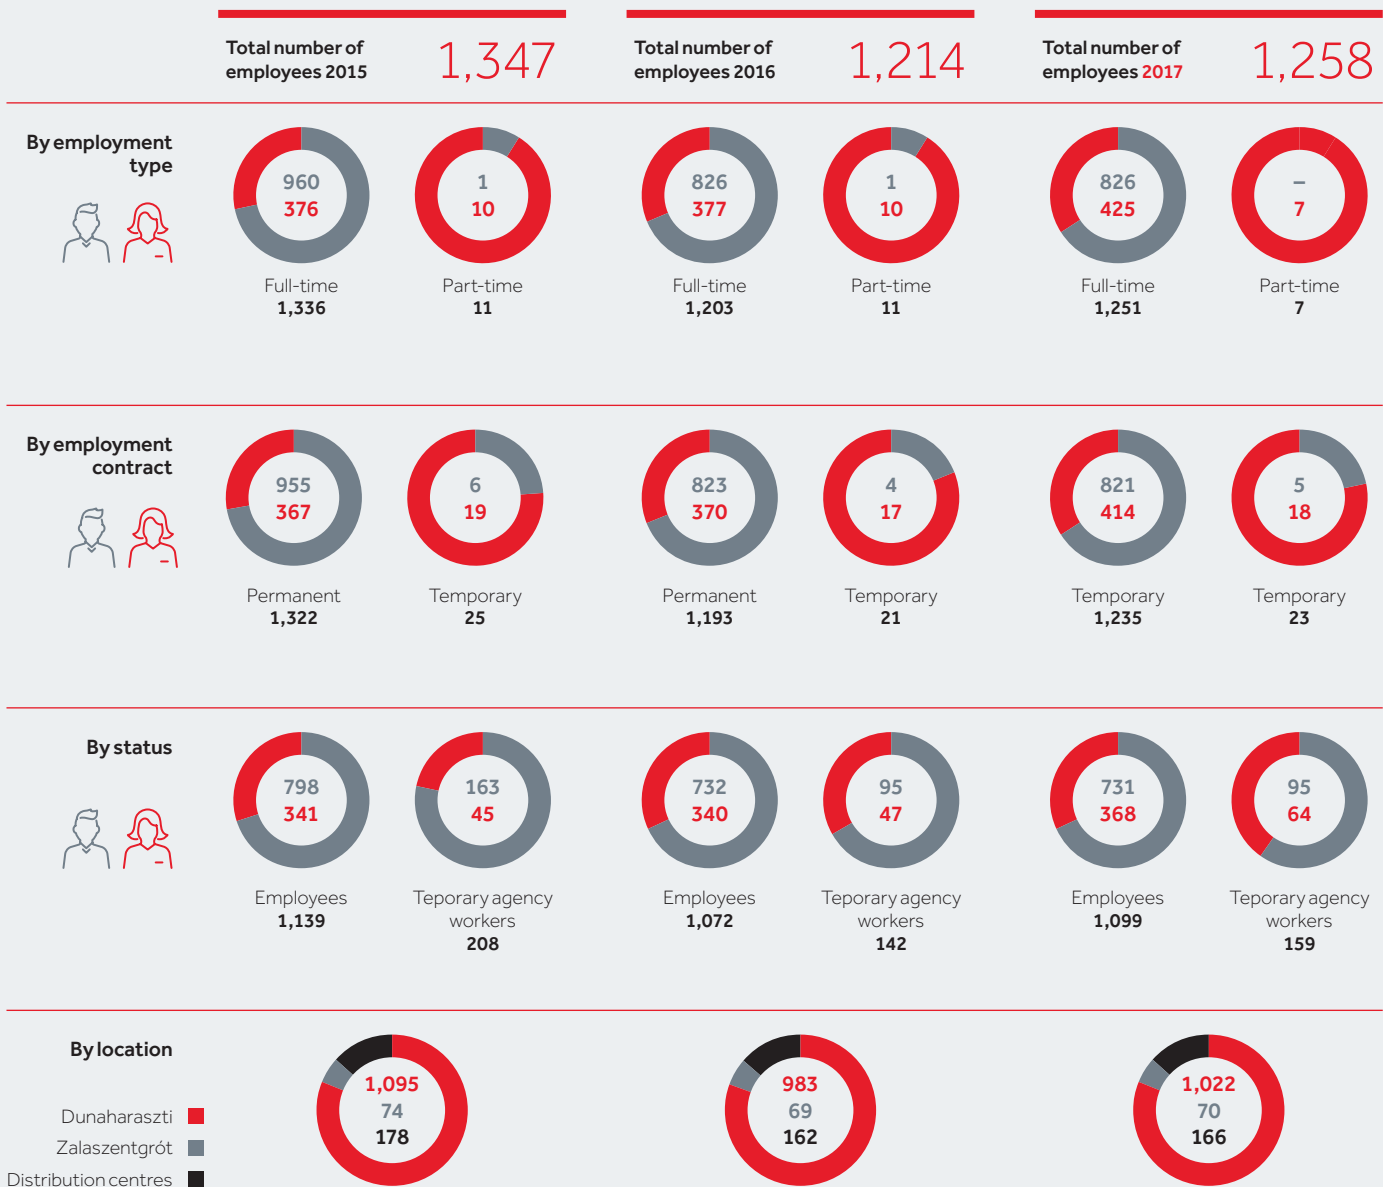 Total number of
employees 2015
1,347
Total number of
employees 2016
1,214
Total number of
employees 2017
1,258
By employment
type
960
376
Full-time
1,336
1
10
Part-time
11
826
377
Full-time
1,203
1
10
Part-time
11
826
425
Full-time
1,251
–
7
Part-time
7
By employment
contract
955
367
Permanent
1,322
6
19
Temporary
25
823
370
Permanent
1,193
4
17
Temporary
21
821
414
Temporary
1,235
5
18
Temporary
23
By status
798
341
Employees
1,139
163
45
Teporary agency
workers
208
732
340
Employees
1,072
95
47
Teporary agency
workers
142
731
368
Employees
1,099
95
64
Teporary agency
workers
159
By location
Dunaharaszti
Zalaszentgrót
Distribution centres
1,095
74
178
983
69
162
1,022
70
166